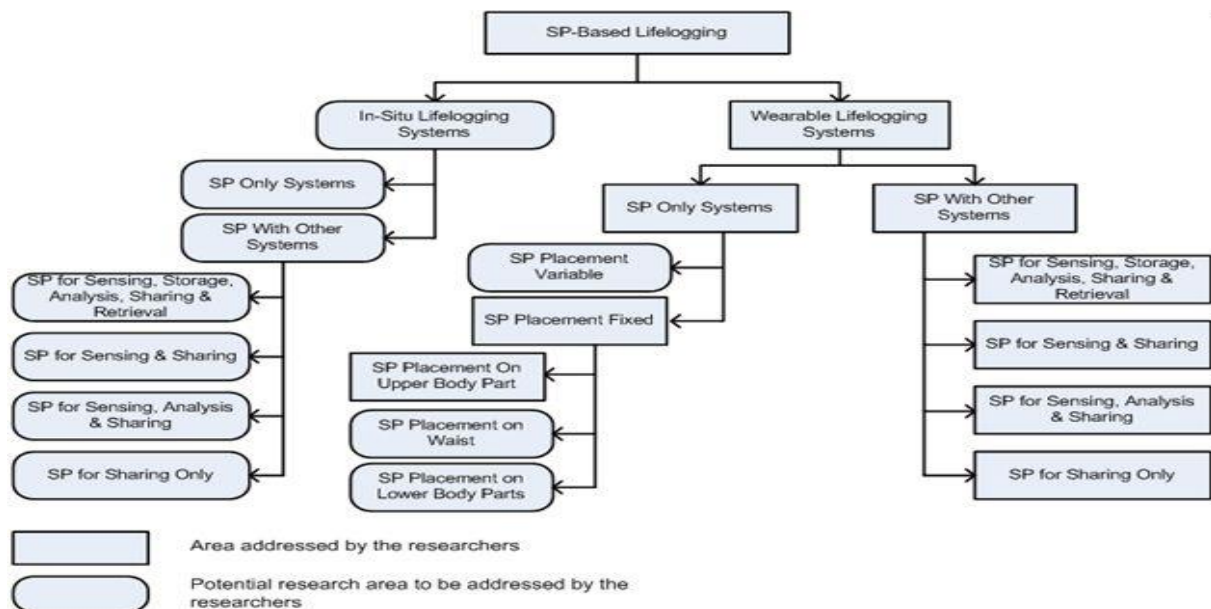 SP-Based Lifelogging
In-Situ Lifelogging
Systems
Wearable Lifelogging
Systems
SP Only Systems
SP With Other
Systems
SP for Sensing, Storage,
Analysis, Sharing &
Retrieval
SP for Sensing & Sharing
SP for Sensing, Analysis
& Sharing
SP for Sharing Only
SP Only Systems
SP Placement
Variable
SP Placement Fixed
SP Placement On
Upper Body Part
SP Placement on
Waist
SP Placement on
Lower Body Parts
SP With Other
Systems
SP for Sensing, Storage,
Analysis, Sharing &
Retrieval
SP for Sensing & Sharing
SP for Sensing, Analysis
& Sharing
SP for Sharing Only
Area addressed by the researchers
Potential research area to be addressed by the
researchers